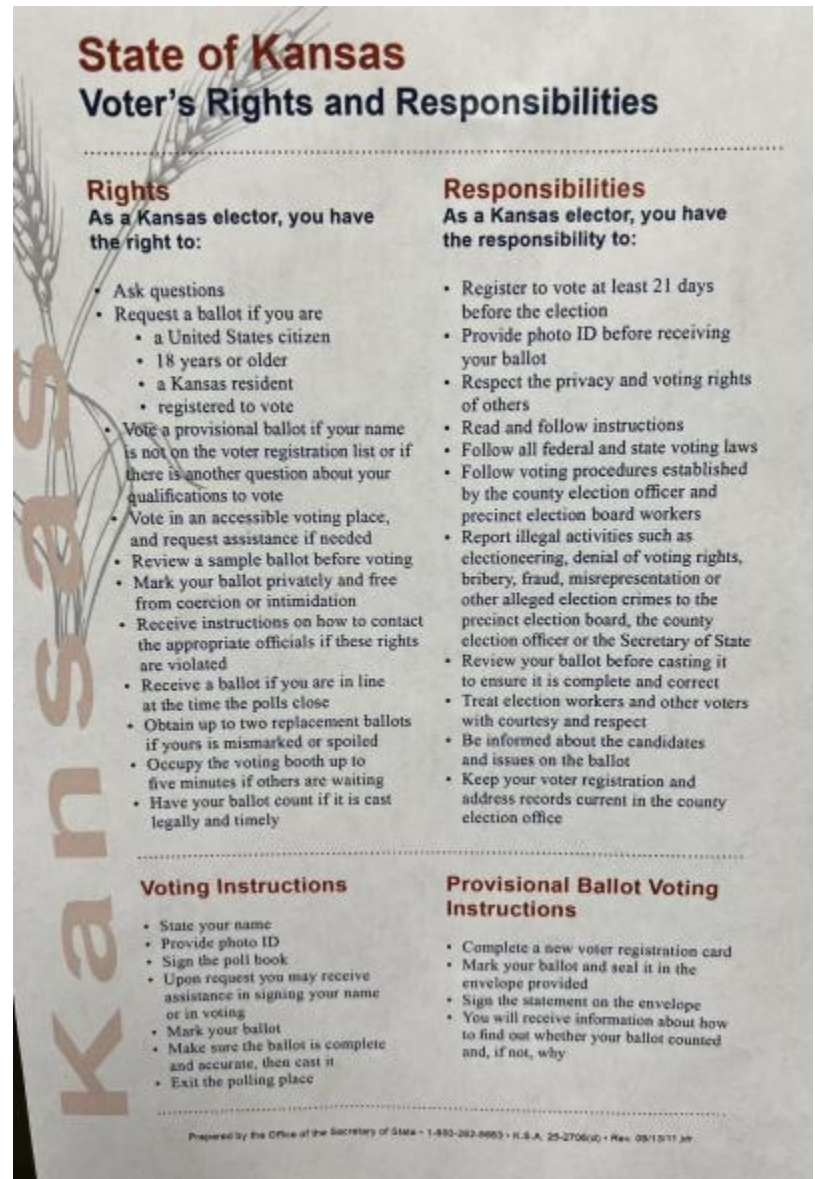 State of Kansas
Voter's Rights and Responsibilities
Rights
As a Kansas elector, you have
the right to:
• Ask questions
• Request a ballot if you are
• a United States citizen
• 18 years or older
• a Kansas resident
• registered to vote
• Vote a provisional ballot if your name
is not on the voter registration list or if
there is another question about your
qualifications to vote
• Vote in an accessible voting place,
and request assistance if needed
• Review a sample ballot before voting
• Mark your ballot privately and free
from coercion or intimidation
• Receive instructions on how to contact
the appropriate officials if these rights
are violated
• Receive a ballot if you are in line
at the time the polls close
• Obtain up to two replacement ballots
if yours is mismarked or spoiled
• Occupy the voting booth up to
five minutes if others are waiting
• Have your ballot count if it is cast
legally and timely
Responsibilities
As a Kansas elector, you have
the responsibility to:
• Register to vote at least 21 days
before the election
• Provide photo ID before receiving
your ballot
• Respect the privacy and voting rights
of others
• Read and follow instructions
• Follow all federal and state voting laws
• Follow voting procedures established
by the county election officer and
precinct election board workers
• Report illegal activities such as
electioneering, denial of voting rights,
bribery, fraud, misrepresentation or
other alleged election crimes to the
precinct election board, the county
election officer or the Secretary of State
• Review your ballot before casting it
to ensure it is complete and correct
• Treat election workers and other voters
with courtesy and respect
• Be informed about the candidates
and issues on the ballot
• Keep your voter registration and
address records current in the county
election office
Kansas
Voting Instructions
• State your name
• Provide photo ID
• Sign the poll book
• Upon request you may receive
assistance in signing your name
or in voting
• Mark your ballot
• Make sure the ballot is complete
and accurate, then cast it
• Exit the polling place
Provisional Ballot Voting
Instructions
• Complete a new voter registration card
• Mark your ballot and seal it in the
envelope provided
• Sign the statement on the envelope
• You will receive information about how
to find out whether your ballot counted
and, if not, why
Prepared by the Office of the Secretary of State • K.S.A. • Rev.